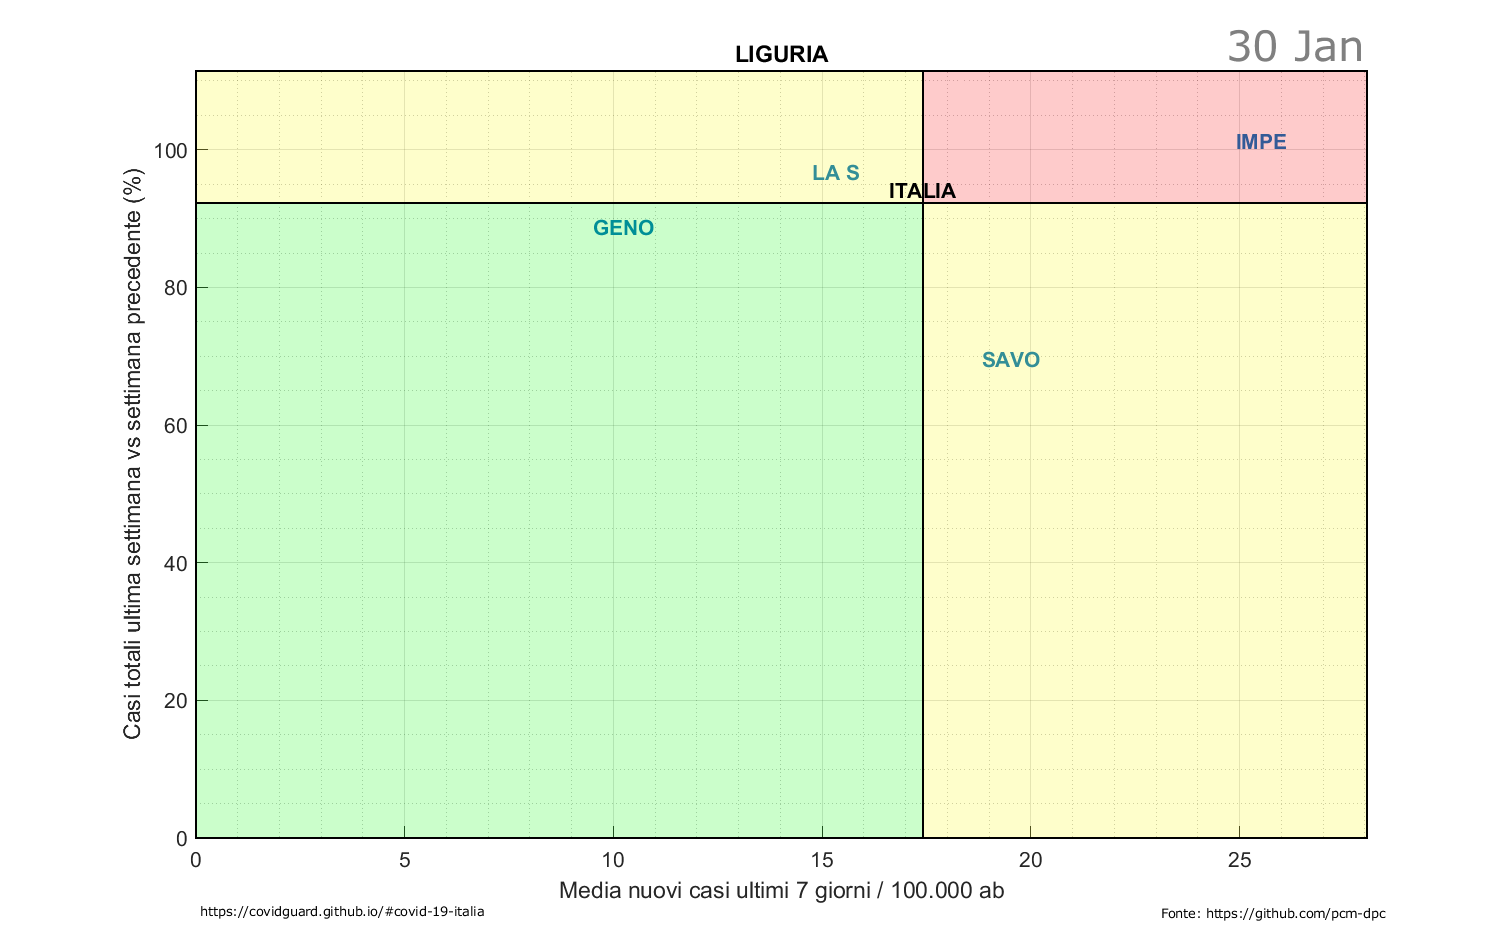 30 Jan
LIGURIA
Casi totali ultima settimana vs settimana precedente (%)
100
80
60
40
20
0
IMPE
LA S
ITALIA
GENO
SAVO
0 5 10 15 20 25
Media nuovi casi ultimi 7 giorni / 100.000 ab
https://covidguard.github.io/#covid-19-italia
Fonte: https://github.com/pcm-dpc